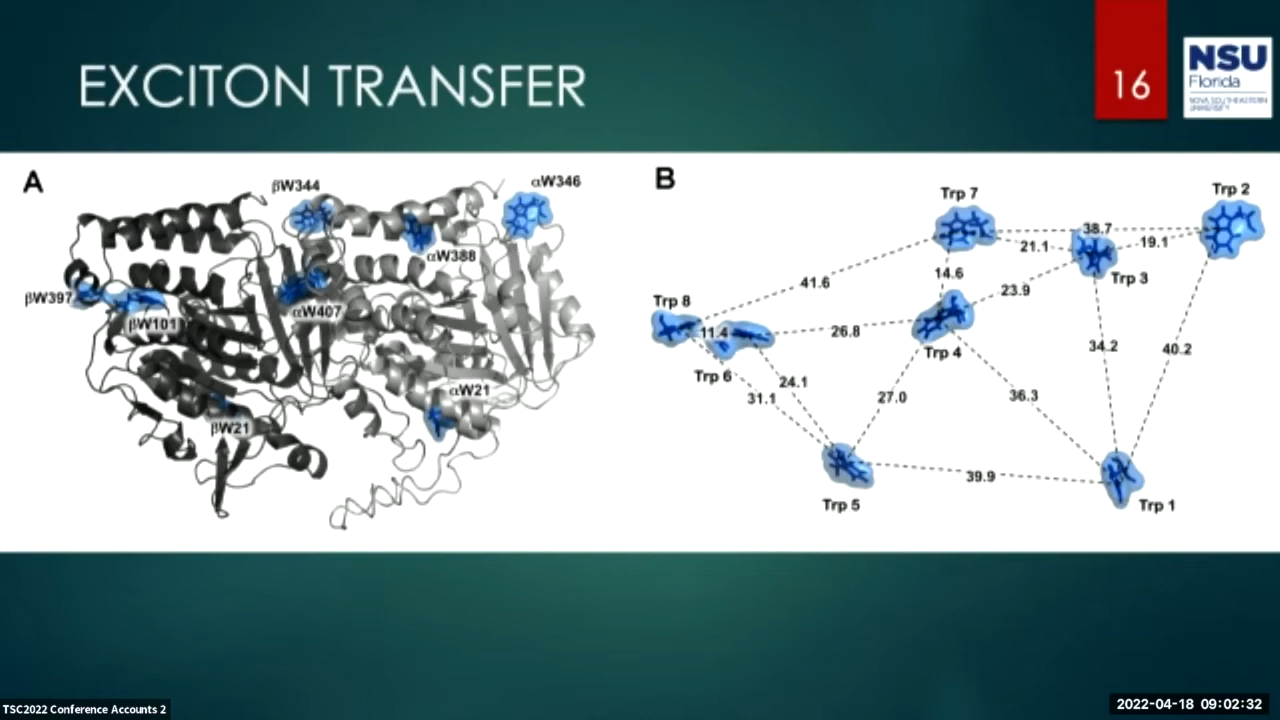 EXCITON TRANSFER
16
NSU
Florida
NOVA SOUTHEASTERN
UNIVERSITY
A
βW344
αW346
αW388
βW397
βW101
αW407
αW21
βW21
B
Trp 7
Trp 2
38.7
21.1
19.1
Trp 3
14.6
41.6
23.9
Trp 8
11.4
26.8
Trp 4
Trp 6
34.2
40.2
24.1
31.1
27.0
36.3
39.9
Trp 5
Trp 1
TSC2022 Conference Accounts 2
2022-04-18 09:02:32